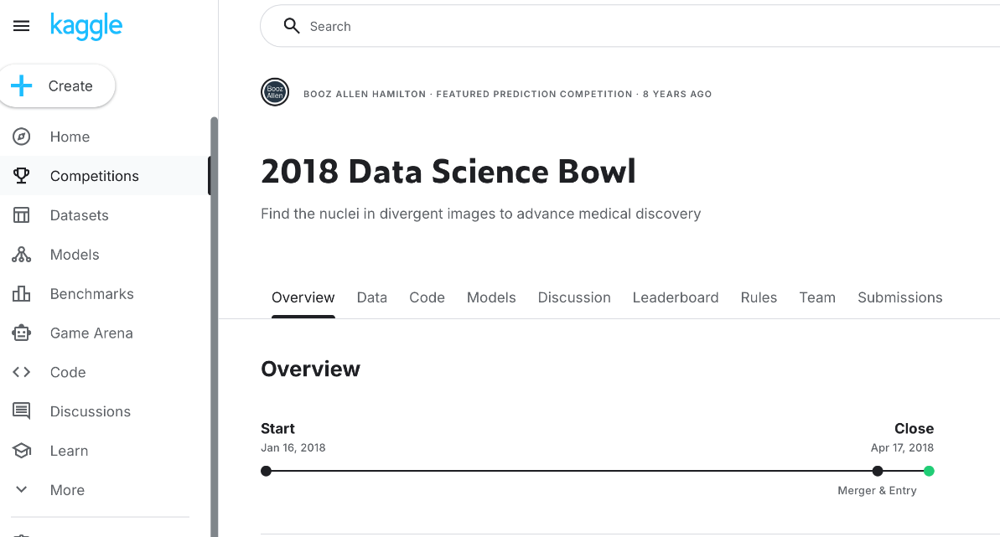 kaggle
Search
Create
Home
Competitions
Datasets
Models
Benchmarks
Game Arena
Code
Discussions
Learn
More
Booz
Allen
BOOZ ALLEN HAMILTON · FEATURED PREDICTION COMPETITION · 8 YEARS AGO
2018 Data Science Bowl
Find the nuclei in divergent images to advance medical discovery
Overview Data Code Models Discussion Leaderboard Rules Team Submissions
Overview
Start Close
Jan 16, 2018 Apr 17, 2018
Merger & Entry